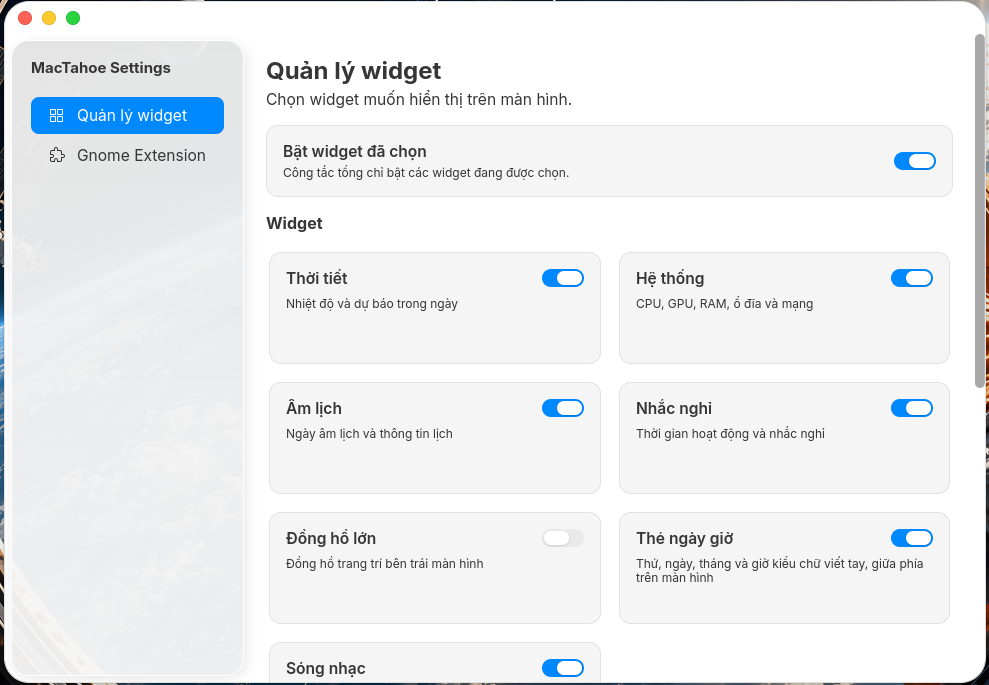 MacTahoe Settings
Quản lý widget
Gnome Extension
Quản lý widget
Chọn widget muốn hiển thị trên màn hình.
Bật widget đã chọn
Công tắc tổng chỉ bật các widget đang được chọn.
Widget
Thời tiết
Nhiệt độ và dự báo trong ngày
Hệ thống
CPU, GPU, RAM, ổ đĩa và mạng
Âm lịch
Ngày âm lịch và thông tin lịch
Nhắc nghỉ
Thời gian hoạt động và nhắc nghỉ
Đồng hồ lớn
Đồng hồ trang trí bên trái màn hình
Thẻ ngày giờ
Thứ, ngày, tháng và giờ kiểu chữ viết tay, giữa phía
trên màn hình
Sóng nhạc